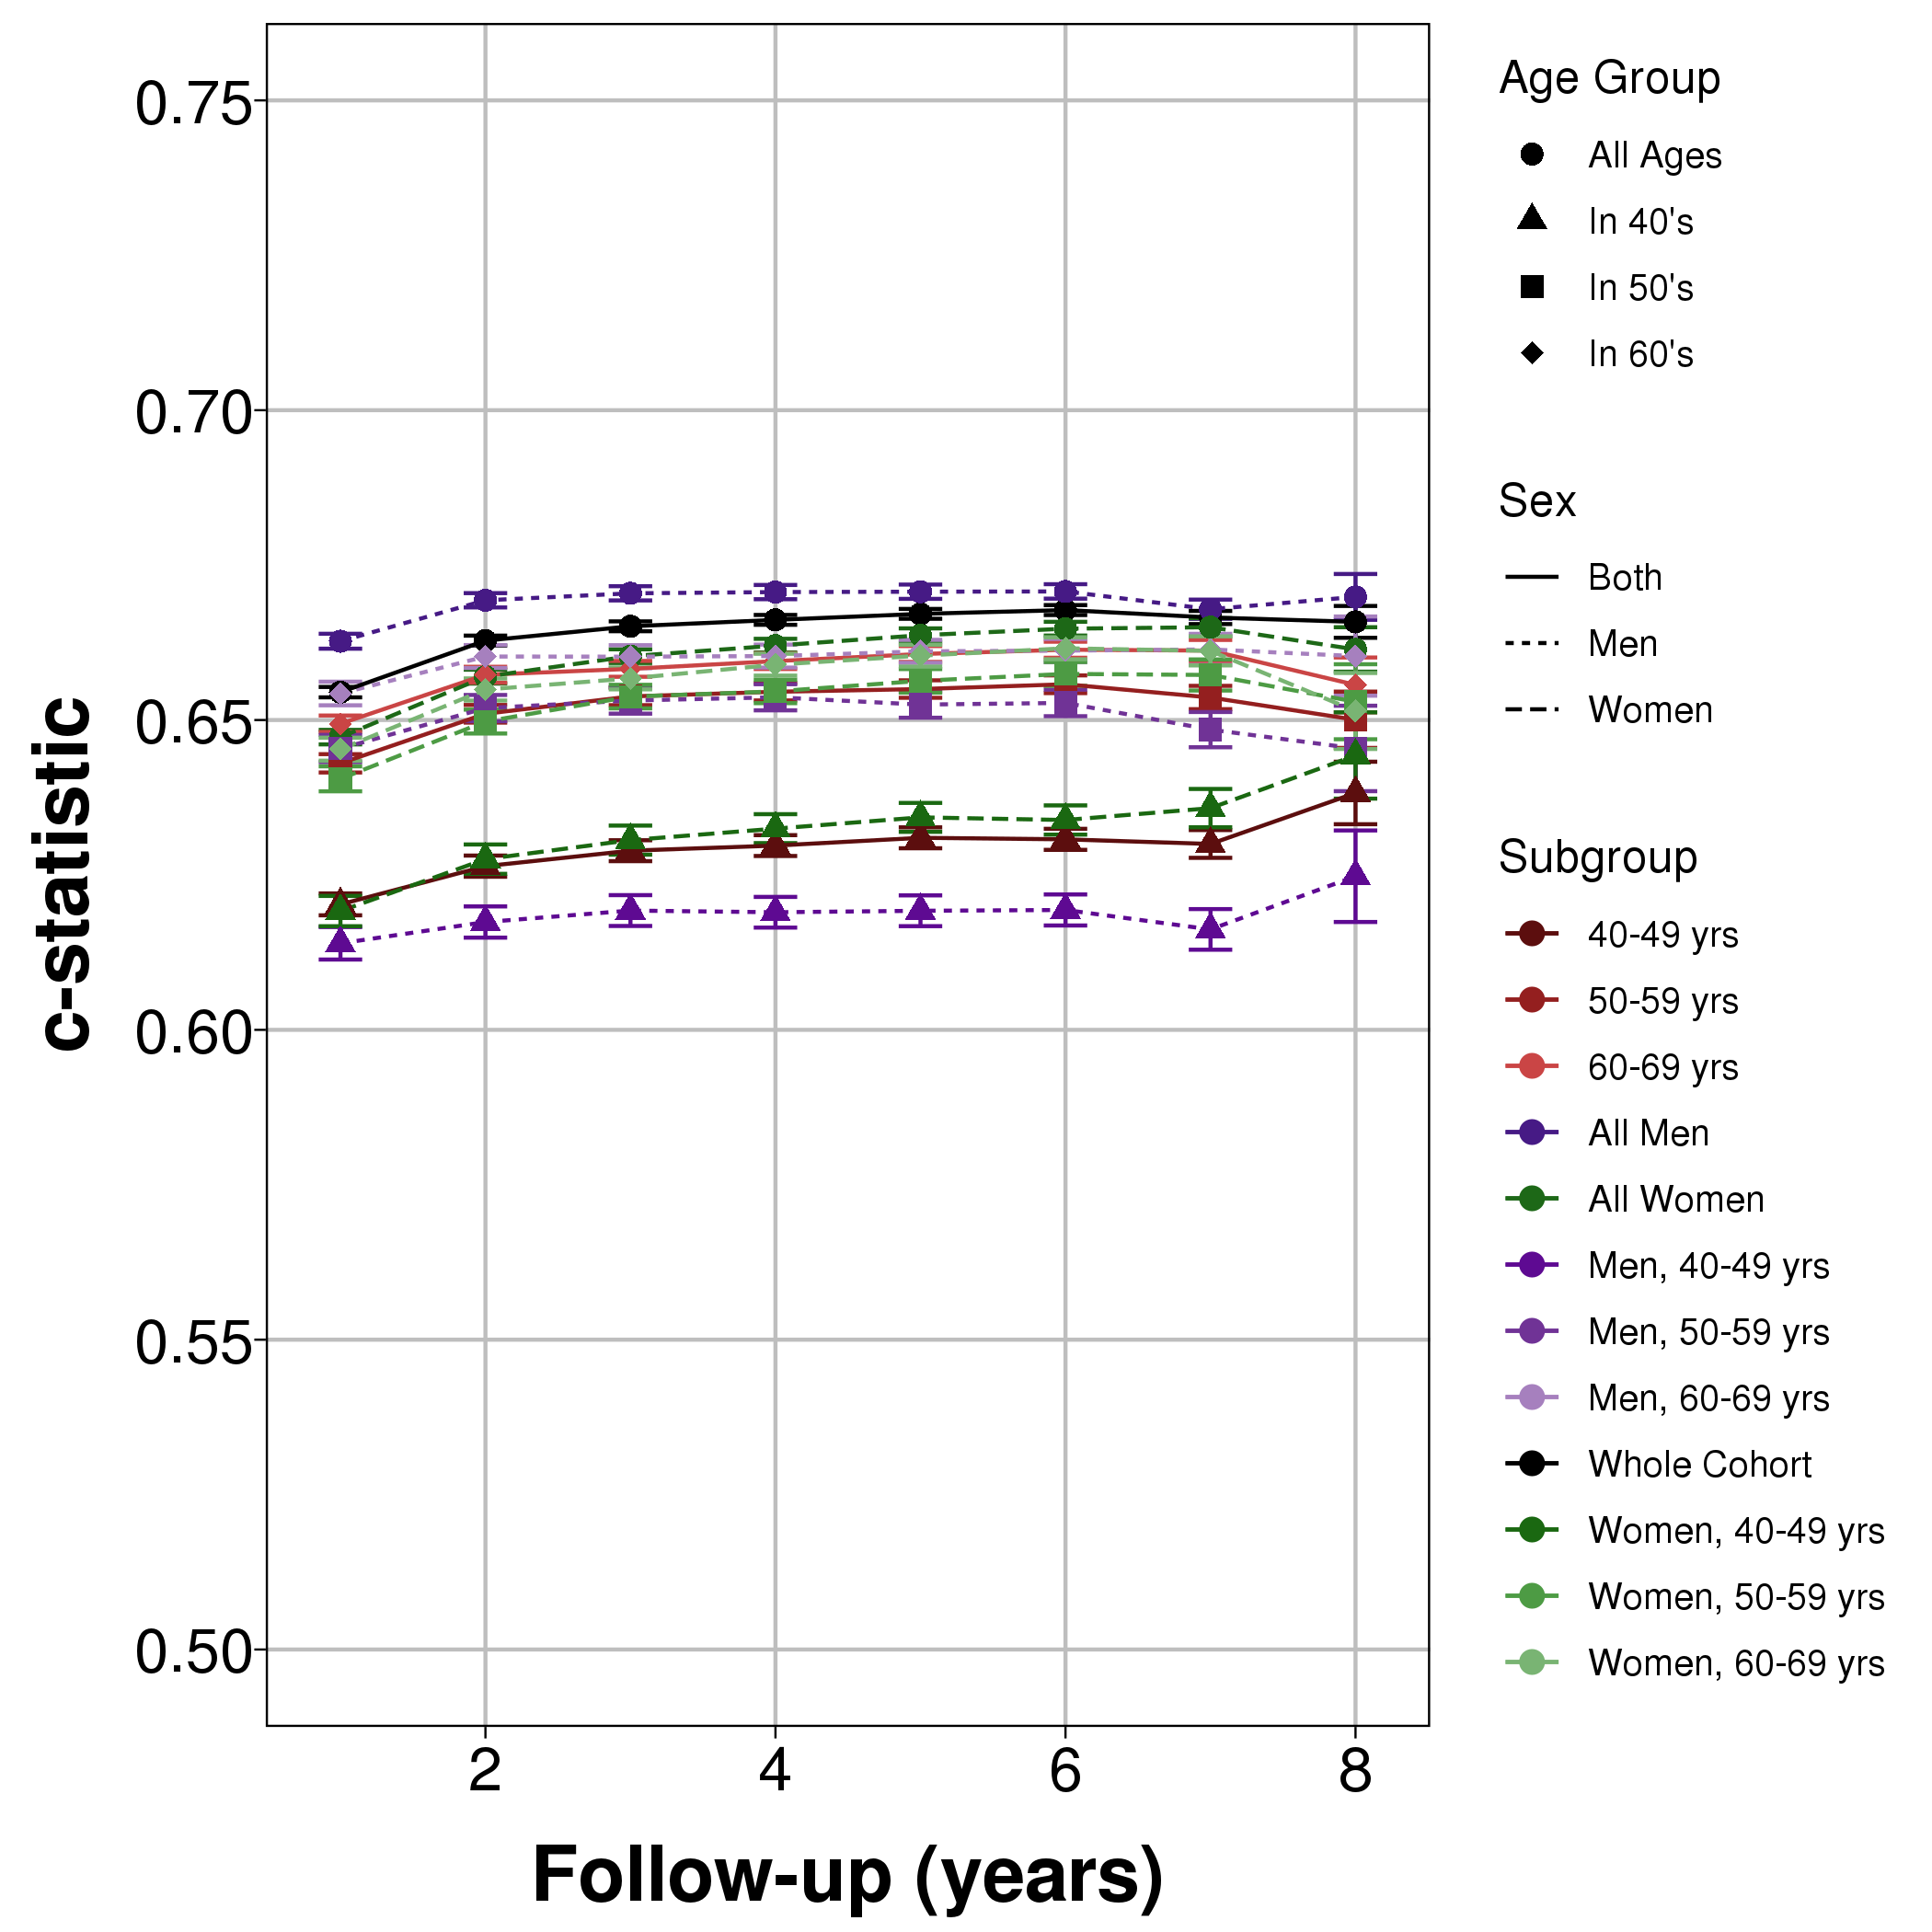 c-statistic
0.75
0.70
0.65
0.60
0.55
0.50
2 4 6 8
Follow-up (years)
Age Group
All Ages
In 40's
In 50's
In 60's
Sex
Both
Men
Women
Subgroup
40-49 yrs
50-59 yrs
60-69 yrs
All Men
All Women
Men, 40-49 yrs
Men, 50-59 yrs
Men, 60-69 yrs
Whole Cohort
Women, 40-49 yrs
Women, 50-59 yrs
Women, 60-69 yrs